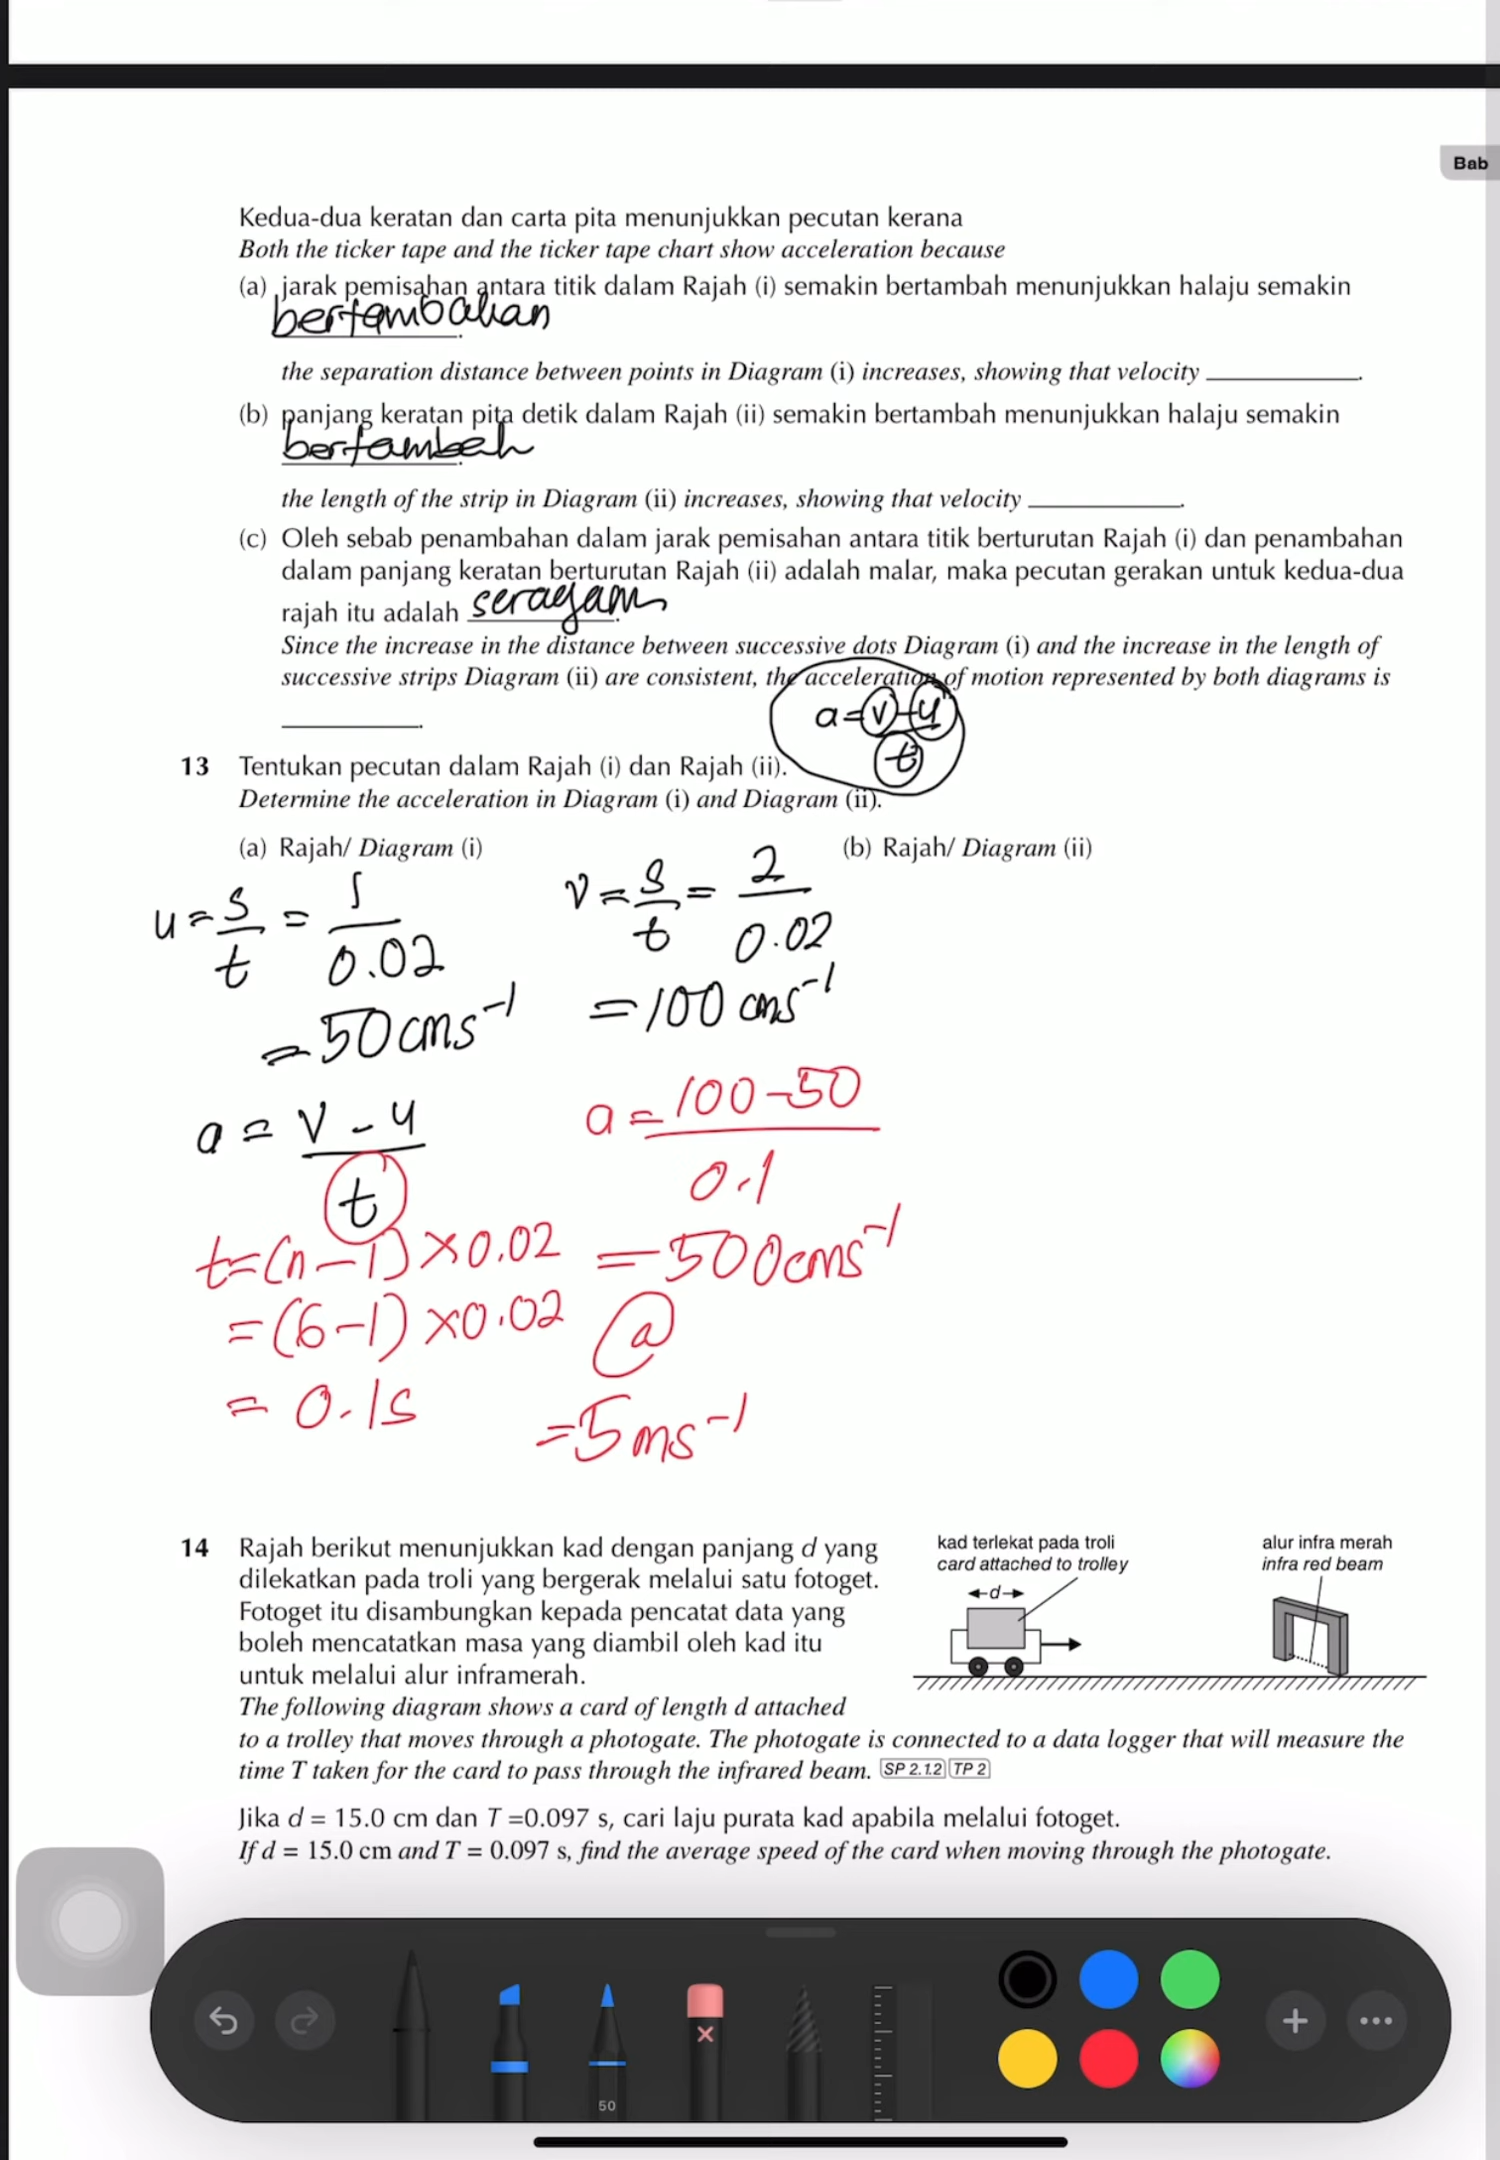 Bab
Kedua-dua keratan dan carta pita menunjukkan pecutan kerana
Both the ticker tape and the ticker tape chart show acceleration because
(a) jarak pemisahan antara titik dalam Rajah (i) semakin bertambah menunjukkan halaju semakin
bertambahan.
the separation distance between points in Diagram (i) increases, showing that velocity ____________.
(b) panjang keratan pita detik dalam Rajah (ii) semakin bertambah menunjukkan halaju semakin
bertambah.
the length of the strip in Diagram (ii) increases, showing that velocity ____________.
(c) Oleh sebab penambahan dalam jarak pemisahan antara titik berturutan Rajah (i) dan penambahan
dalam panjang keratan berturutan Rajah (ii) adalah malar, maka pecutan gerakan untuk kedua-dua
rajah itu adalah seragam.
Since the increase in the distance between successive dots Diagram (i) and the increase in the length of
successive strips Diagram (ii) are consistent, the acceleration of motion represented by both diagrams is
____________.
a=v-u
t
13 Tentukan pecutan dalam Rajah (i) dan Rajah (ii).
Determine the acceleration in Diagram (i) and Diagram (ii).
(a) Rajah/ Diagram (i)
(b) Rajah/ Diagram (ii)
u=s/t = 1/0.02
= 50cms⁻¹
v=s/t = 2/0.02
=100 cms⁻¹
a = v-u
t
t=(n-1)×0.02
=(6-1)×0.02
= 0.1s
a=100-50
0.1
=500cms⁻¹
@
=5ms⁻¹
14 Rajah berikut menunjukkan kad dengan panjang d yang
dilekatkan pada troli yang bergerak melalui satu fotoget.
Fotoget itu disambungkan kepada pencatat data yang
boleh mencatatkan masa yang diambil oleh kad itu
untuk melalui alur inframerah.
The following diagram shows a card of length d attached
to a trolley that moves through a photogate. The photogate is connected to a data logger that will measure the
time T taken for the card to pass through the infrared beam. SP 2.1.2 TP 2
kad terlekat pada troli
card attached to trolley
d
alur infra merah
infra red beam
Jika d = 15.0 cm dan T =0.097 s, cari laju purata kad apabila melalui fotoget.
If d = 15.0 cm and T = 0.097 s, find the average speed of the card when moving through the photogate.
50